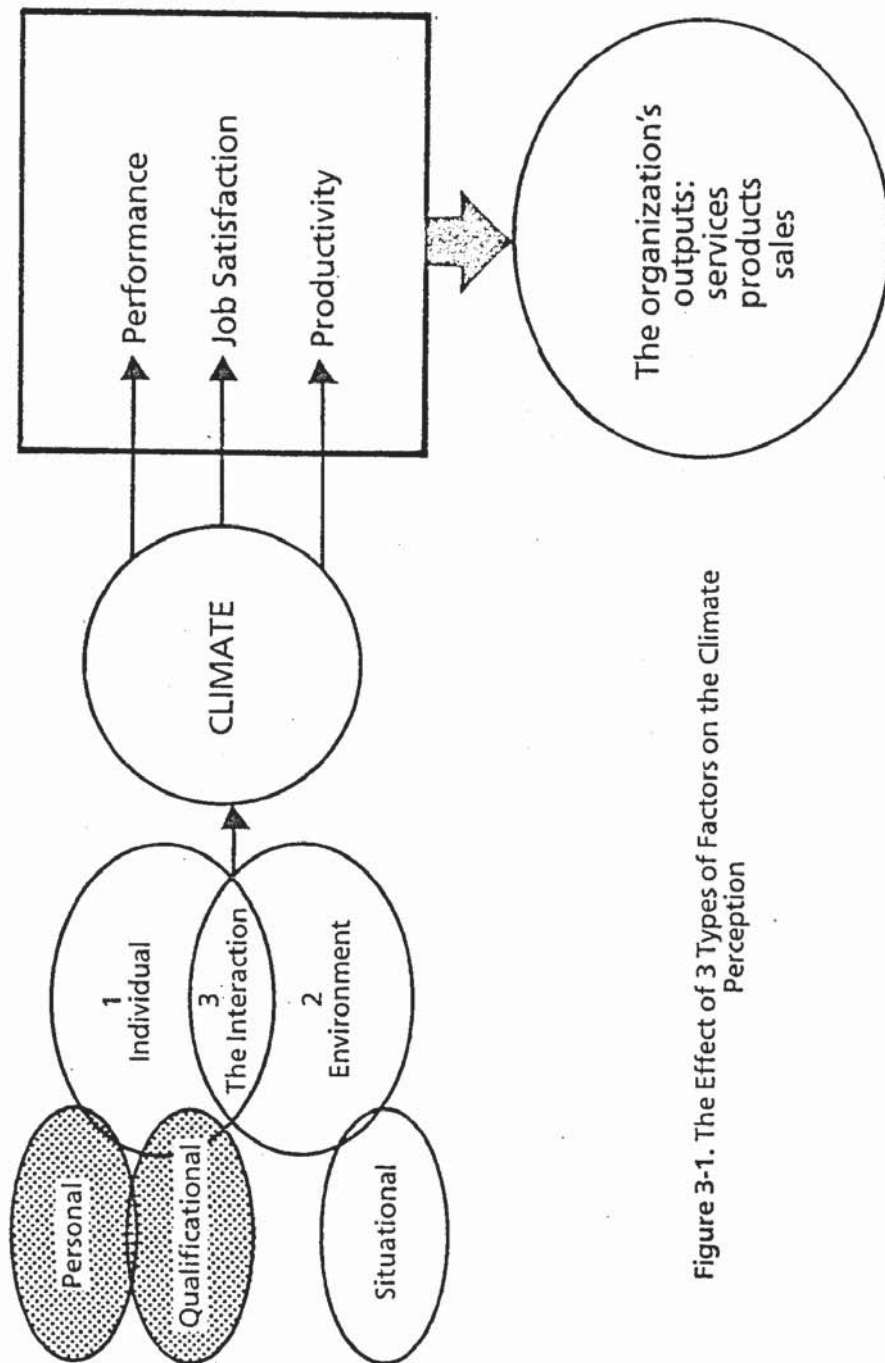 Personal
Qualificational
Situational
1
Individual
3
The Interaction
2
Environment
CLIMATE
Performance
Job Satisfaction
Productivity
The organization's
outputs:
services
products
sales
Figure 3-1. The Effect of 3 Types of Factors on the Climate
Perception